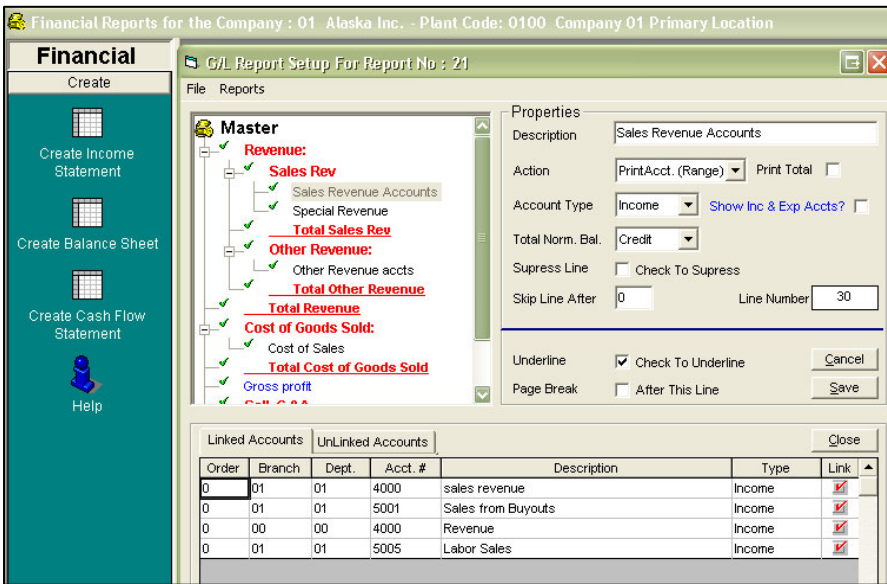 Financial Reports for the Company : 01 Alaska Inc. - Plant Code: 0100 Company 01 Primary Location
Financial
Create
Create Income
Statement
Create Balance Sheet
Create Cash Flow
Statement
Help
G/L Report Setup For Report No : 21
File Reports
Master
Revenue:
Sales Rev
Sales Revenue Accounts
Special Revenue
Total Sales Rev
Other Revenue:
Other Revenue accts
Total Other Revenue
Total Revenue
Cost of Goods Sold:
Cost of Sales
Total Cost of Goods Sold
Gross profit
Properties
Description Sales Revenue Accounts
Action PrintAcct. (Range) Print Total
Account Type Income Show Inc & Exp Accts?
Total Norm. Bal. Credit
Supress Line Check To Supress
Skip Line After 0 Line Number 30
Underline Check To Underline Cancel
Page Break After This Line Save
Linked Accounts UnLinked Accounts Close
Order Branch Dept. Acct. # Description Type Link
0 01 01 4000 sales revenue Income
0 01 01 5001 Sales from Buyouts Income
0 00 00 4000 Revenue Income
0 01 01 5005 Labor Sales Income